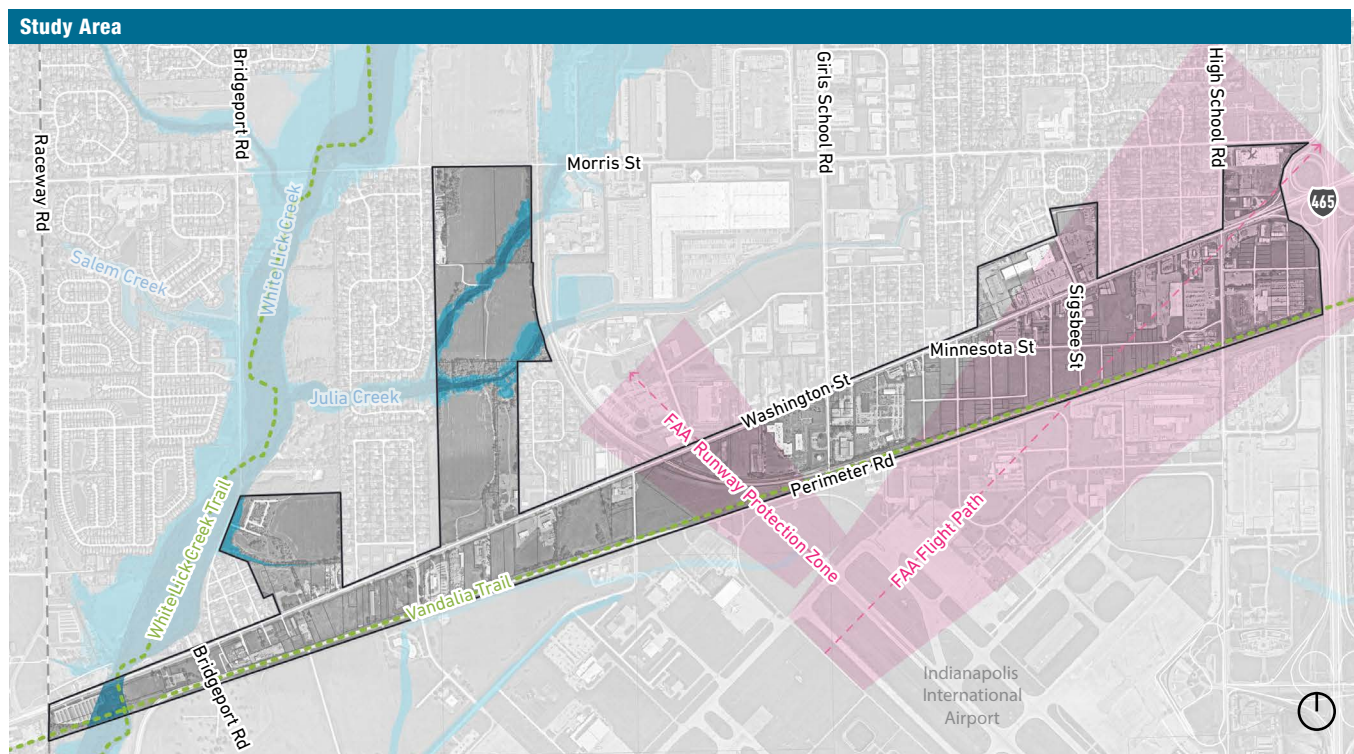 Study Area
Raceway Rd
Bridgeport Rd
White Lick Creek
Salem Creek
Julia Creek
White Lick Creek Trail
Morris St
Girls School Rd
High School Rd
465
Sigsbee St
Minnesota St
Washington St
Perimeter Rd
FAA Runway Protection Zone
FAA Flight Path
Vandalia Trail
Bridgeport Rd
Indianapolis
International
Airport